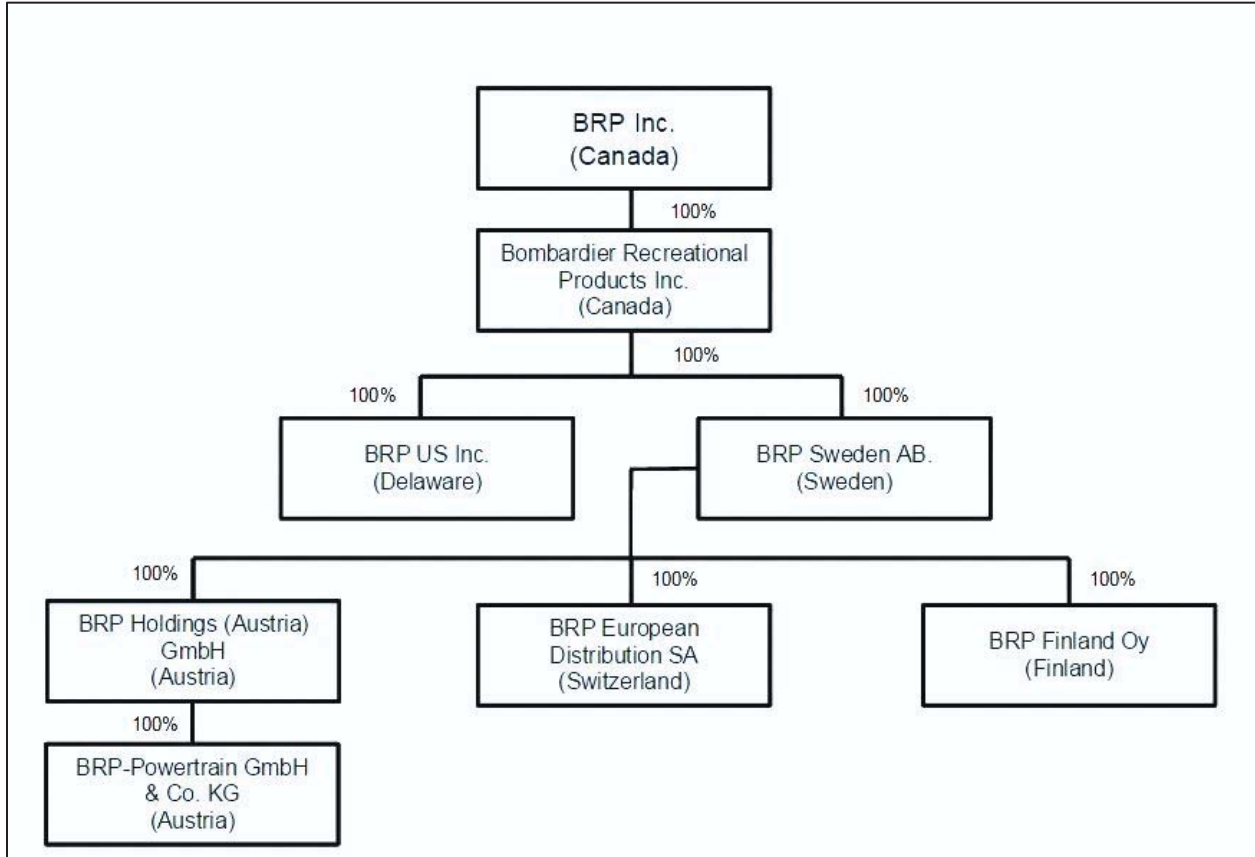 BRP Inc.
(Canada)
100%
Bombardier Recreational
Products Inc.
(Canada)
100%
100%
100%
BRP US Inc.
(Delaware)
BRP Sweden AB.
(Sweden)
100%
100%
100%
BRP Holdings (Austria)
GmbH
(Austria)
BRP European
Distribution SA
(Switzerland)
BRP Finland Oy
(Finland)
100%
BRP-Powertrain GmbH
& Co. KG
(Austria)